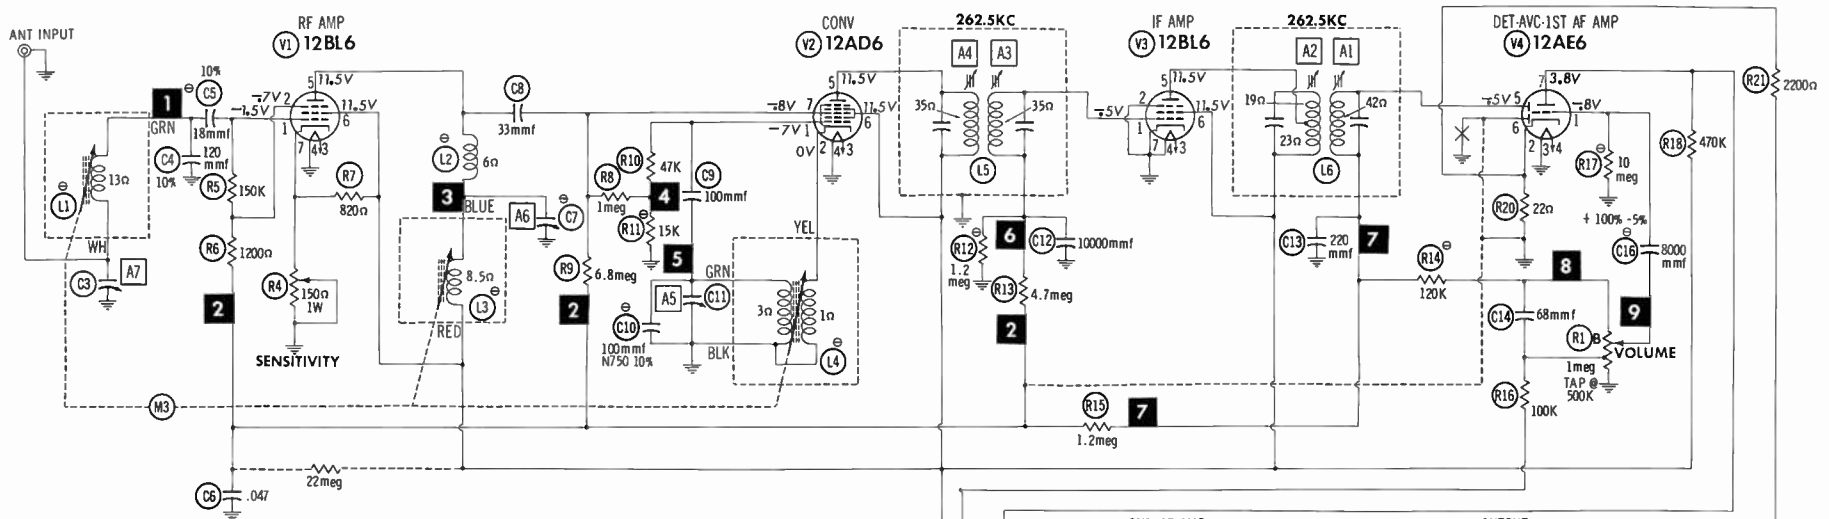 ANT INPUT
RF AMP
V1 12BL6
CONV
V2 12AD6
262.5KC
A4 A3
IF AMP
V3 12BL6
262.5KC
A2 A1
DET-AVC-1ST AF AMP
V4 12AE6
R21
2200Ω
10%
C5
18mmf
1
GRN
C4
120
mmf
10%
13Ω
L1
WH
C3
A7
R5
150K
R6
1200Ω
2
-.7V
-1.5V
5
11.5V
2
1
11.5V
6
7
4
3
R7
820Ω
R4
150Ω
1W
SENSITIVITY
M3
22meg
C6
.047
L2
6Ω
3
BLUE
A6
C7
8.5Ω
L3
RED
C8
33mmf
R8
1meg
R9
6.8meg
2
R10
47K
4
R11
15K
5
C9
100mmf
GRN
A5
C11
C10
100mmf
N750 10%
BLK
3Ω
1Ω
L4
YEL
-.8V
-7V
0V
5
11.5V
7
1
11.5V
6
2
4
3
35Ω
35Ω
L5
R12
1.2
meg
6
C12
10000mmf
R13
4.7meg
2
R15
1.2meg
7
-.5V
5
11.5V
2
1
11.5V
6
7
4
3
19Ω
23Ω
42Ω
L6
C13
220
mmf
7
R14
120K
-.5V
7
3.8V
5
6
-.8V
1
2
3
4
R20
22Ω
R17
10
meg
R18
470K
+ 100% -5%
C16
8000
mmf
8
9
C14
68mmf
R1 B
VOLUME
1meg
TAP @
500K
R16
100K